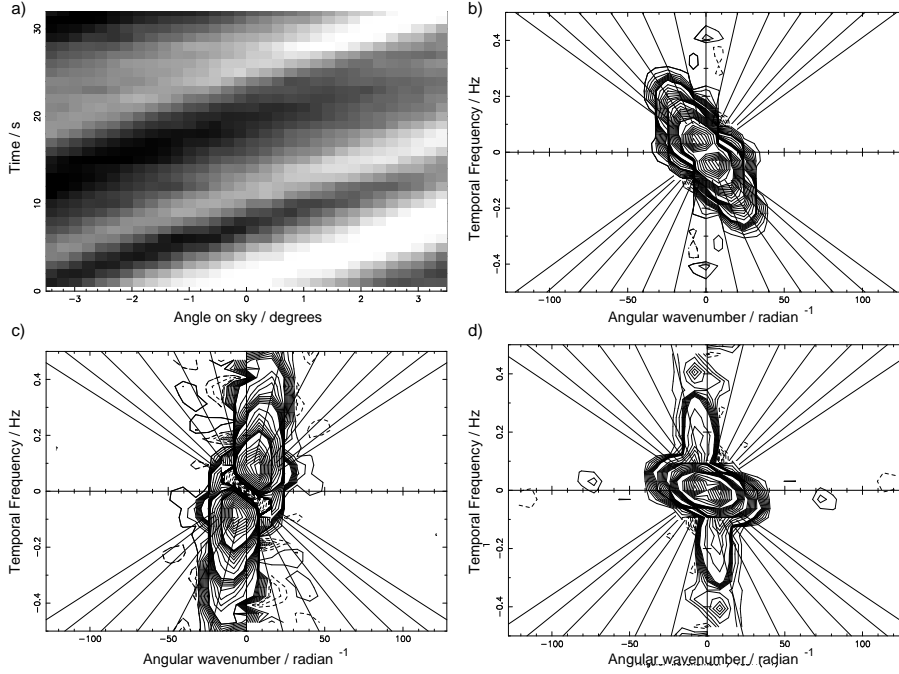 a)
30
20
10
0
Time / s
−3 −2 −1 0 1 2 3
Angle on sky / degrees
b)
0.4
0.2
0
−0.2
−0.4
Temporal Frequency / Hz
−100 −50 0 50 100
Angular wavenumber / radian -1
c)
0.4
0.2
0
−0.2
−0.4
Temporal Frequency / Hz
−100 −50 0 50 100
Angular wavenumber / radian -1
d)
0.4
0.2
0
−0.2
−0.4
Temporal Frequency / Hz
−100 −50 0 50 100
Angular wavenumber / radian -1